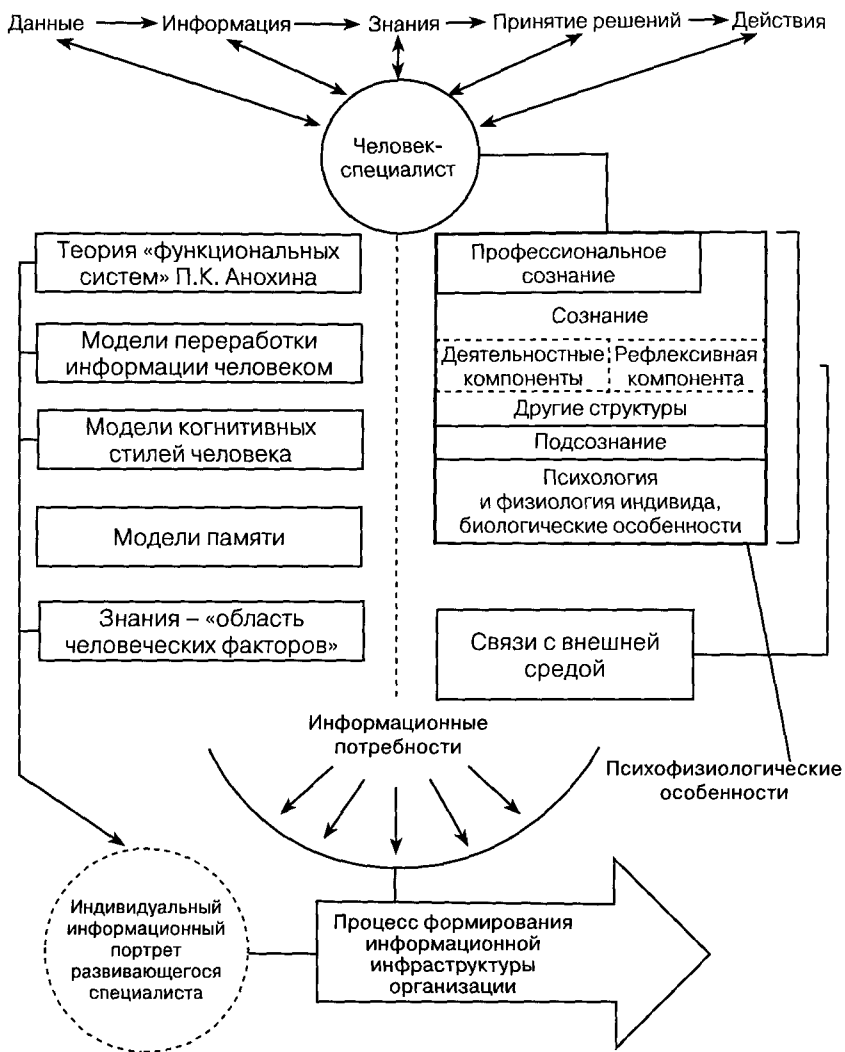 Данные Информация Знания Принятие решений Действия
Человек-
специалист
Теория «функциональных
систем» П.К. Анохина
Модели переработки
информации человеком
Модели когнитивных
стилей человека
Модели памяти
Знания – «область
человеческих факторов»
Профессиональное
сознание
Сознание
Деятельностные
компоненты
Рефлексивная
компонента
Другие структуры
Подсознание
Психология
и физиология индивида,
биологические особенности
Связи с внешней
средой
Информационные
потребности
Психофизиологические
особенности
Индивидуальный
информационный
портрет
развивающегося
специалиста
Процесс формирования
информационной
инфраструктуры
организации